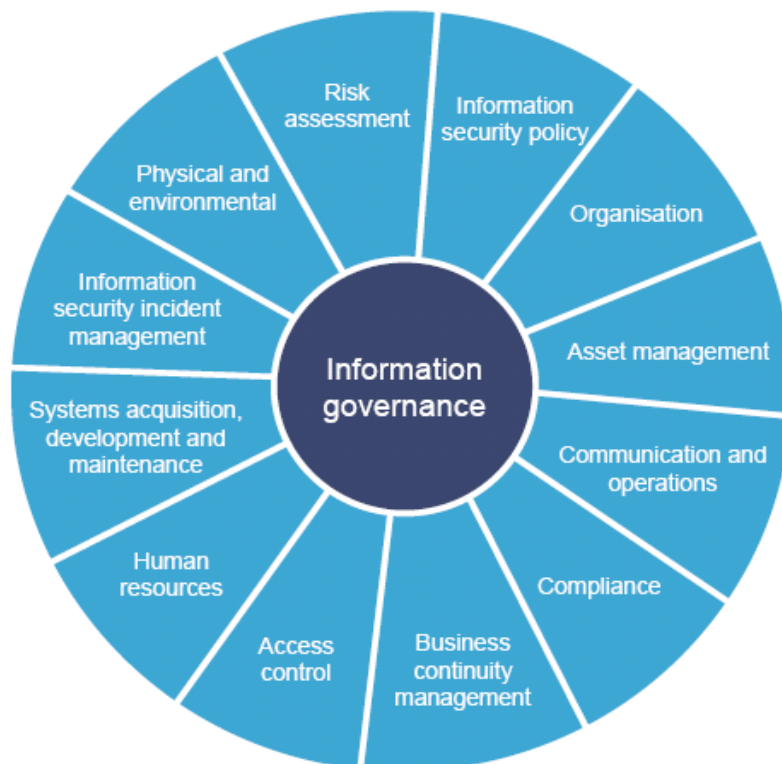 Risk
assessment
Information
security policy
Organisation
Asset management
Communication and
operations
Compliance
Business
continuity
management
Access
control
Human
resources
Systems acquisition,
development and
maintenance
Information
security incident
management
Physical and
environmental
Information
governance